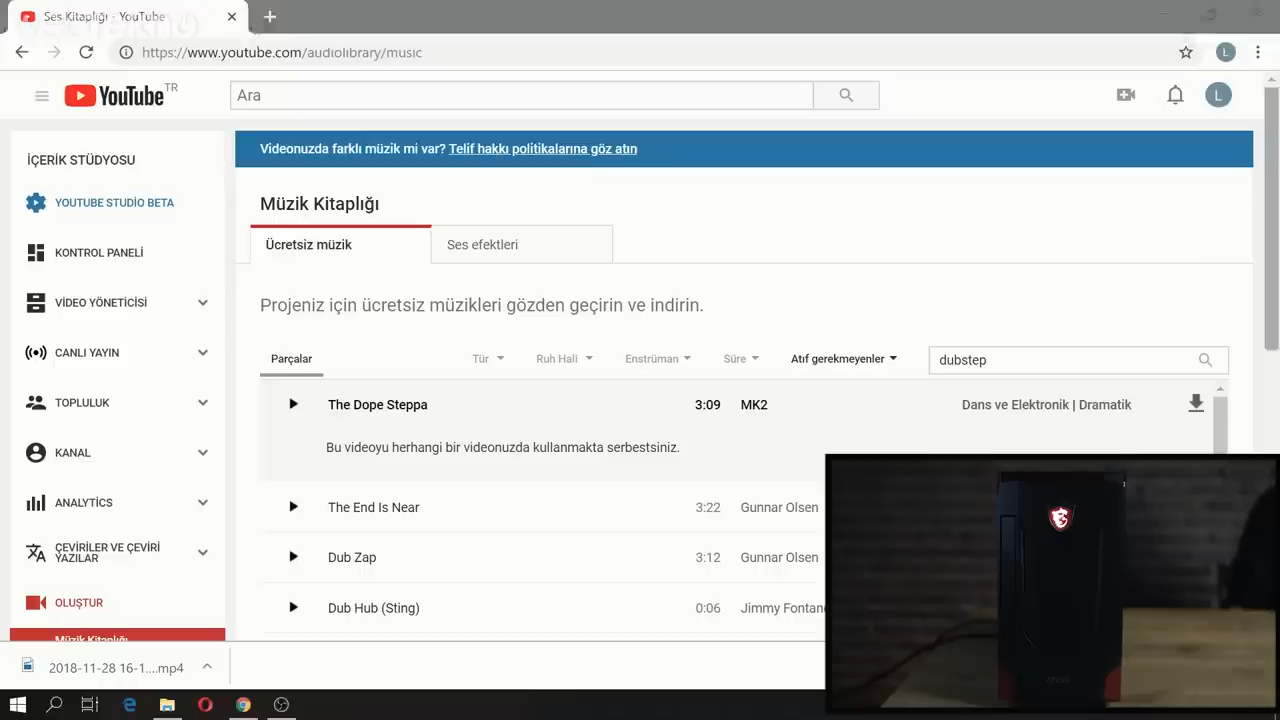 Ses Kitaplığı - YouTube
https://www.youtube.com/audiolibrary/music
L
YouTube TR
Ara
L
İÇERİK STÜDYOSU
YOUTUBE STUDIO BETA
KONTROL PANELİ
VİDEO YÖNETİCİSİ
CANLI YAYIN
TOPLULUK
KANAL
ANALYTICS
ÇEVİRİLER VE ÇEVİRİ
YAZILAR
OLUŞTUR
Müzik Kitaplığı
Videonuzda farklı müzik mi var? Telif hakkı politikalarına göz atın
Müzik Kitaplığı
Ücretsiz müzik
Ses efektleri
Projeniz için ücretsiz müzikleri gözden geçirin ve indirin.
Parçalar Tür Ruh Hali Enstrüman Süre Atıf gerekmeyenler dubstep
The Dope Steppa 3:09 MK2 Dans ve Elektronik | Dramatik
Bu videoyu herhangi bir videonuzda kullanmakta serbestsiniz.
The End Is Near 3:22 Gunnar Olsen
Dub Zap 3:12 Gunnar Olsen
Dub Hub (Sting) 0:06 Jimmy Fontan
2018-11-28 16-1....mp4